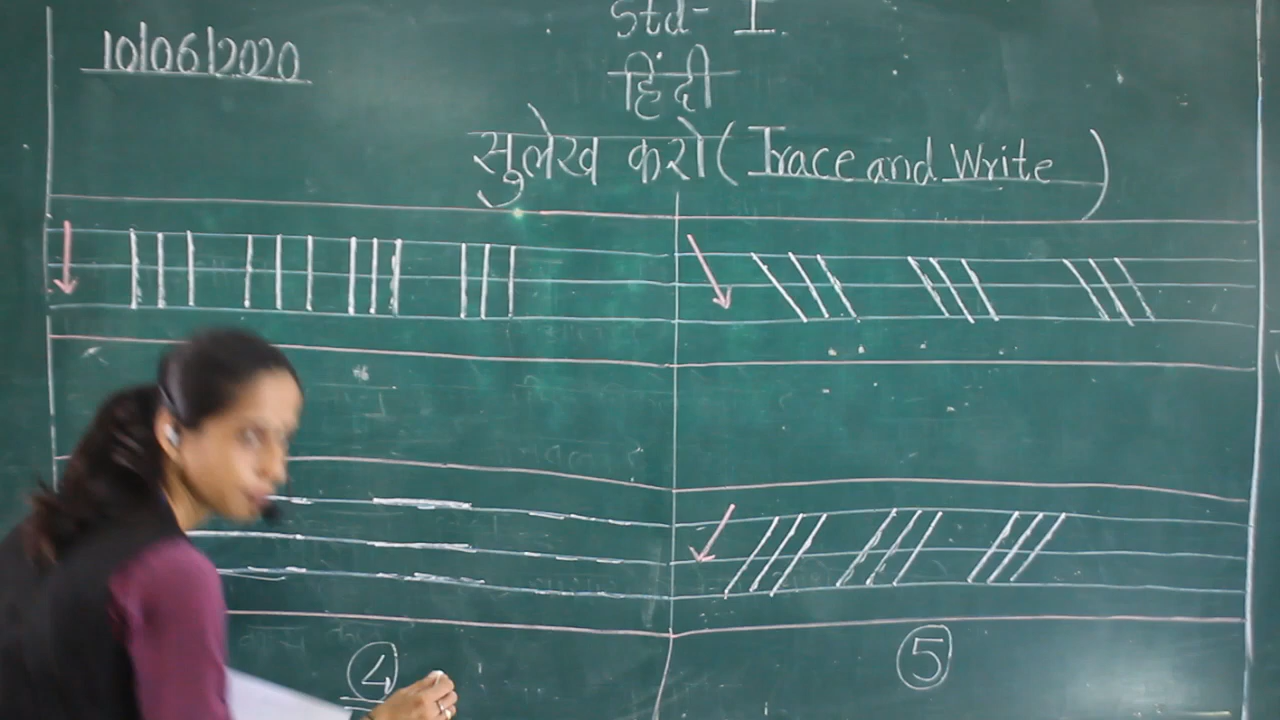 Std- I.
10/06/2020
हिंदी
सुलेख करो (Trace and Write)
4
5